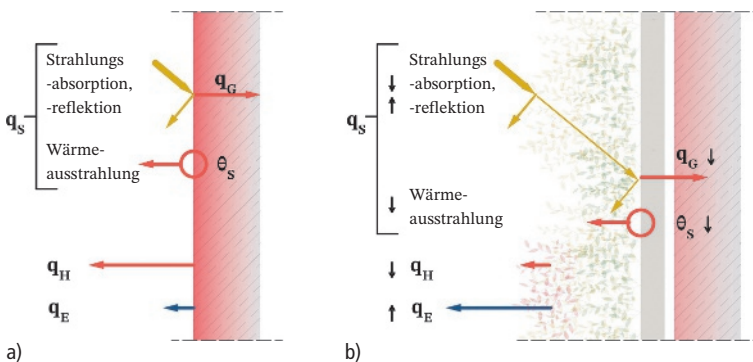 Strahlungs
-absorption,
-reflektion
q_G
q_S
Wärme-
ausstrahlung
θ_S
q_H
q_E
a)
Strahlungs
↓ -absorption,
↑ -reflektion
q_S
q_G ↓
Wärme-
↓ ausstrahlung
θ_S ↓
↓ q_H
↑ q_E
b)